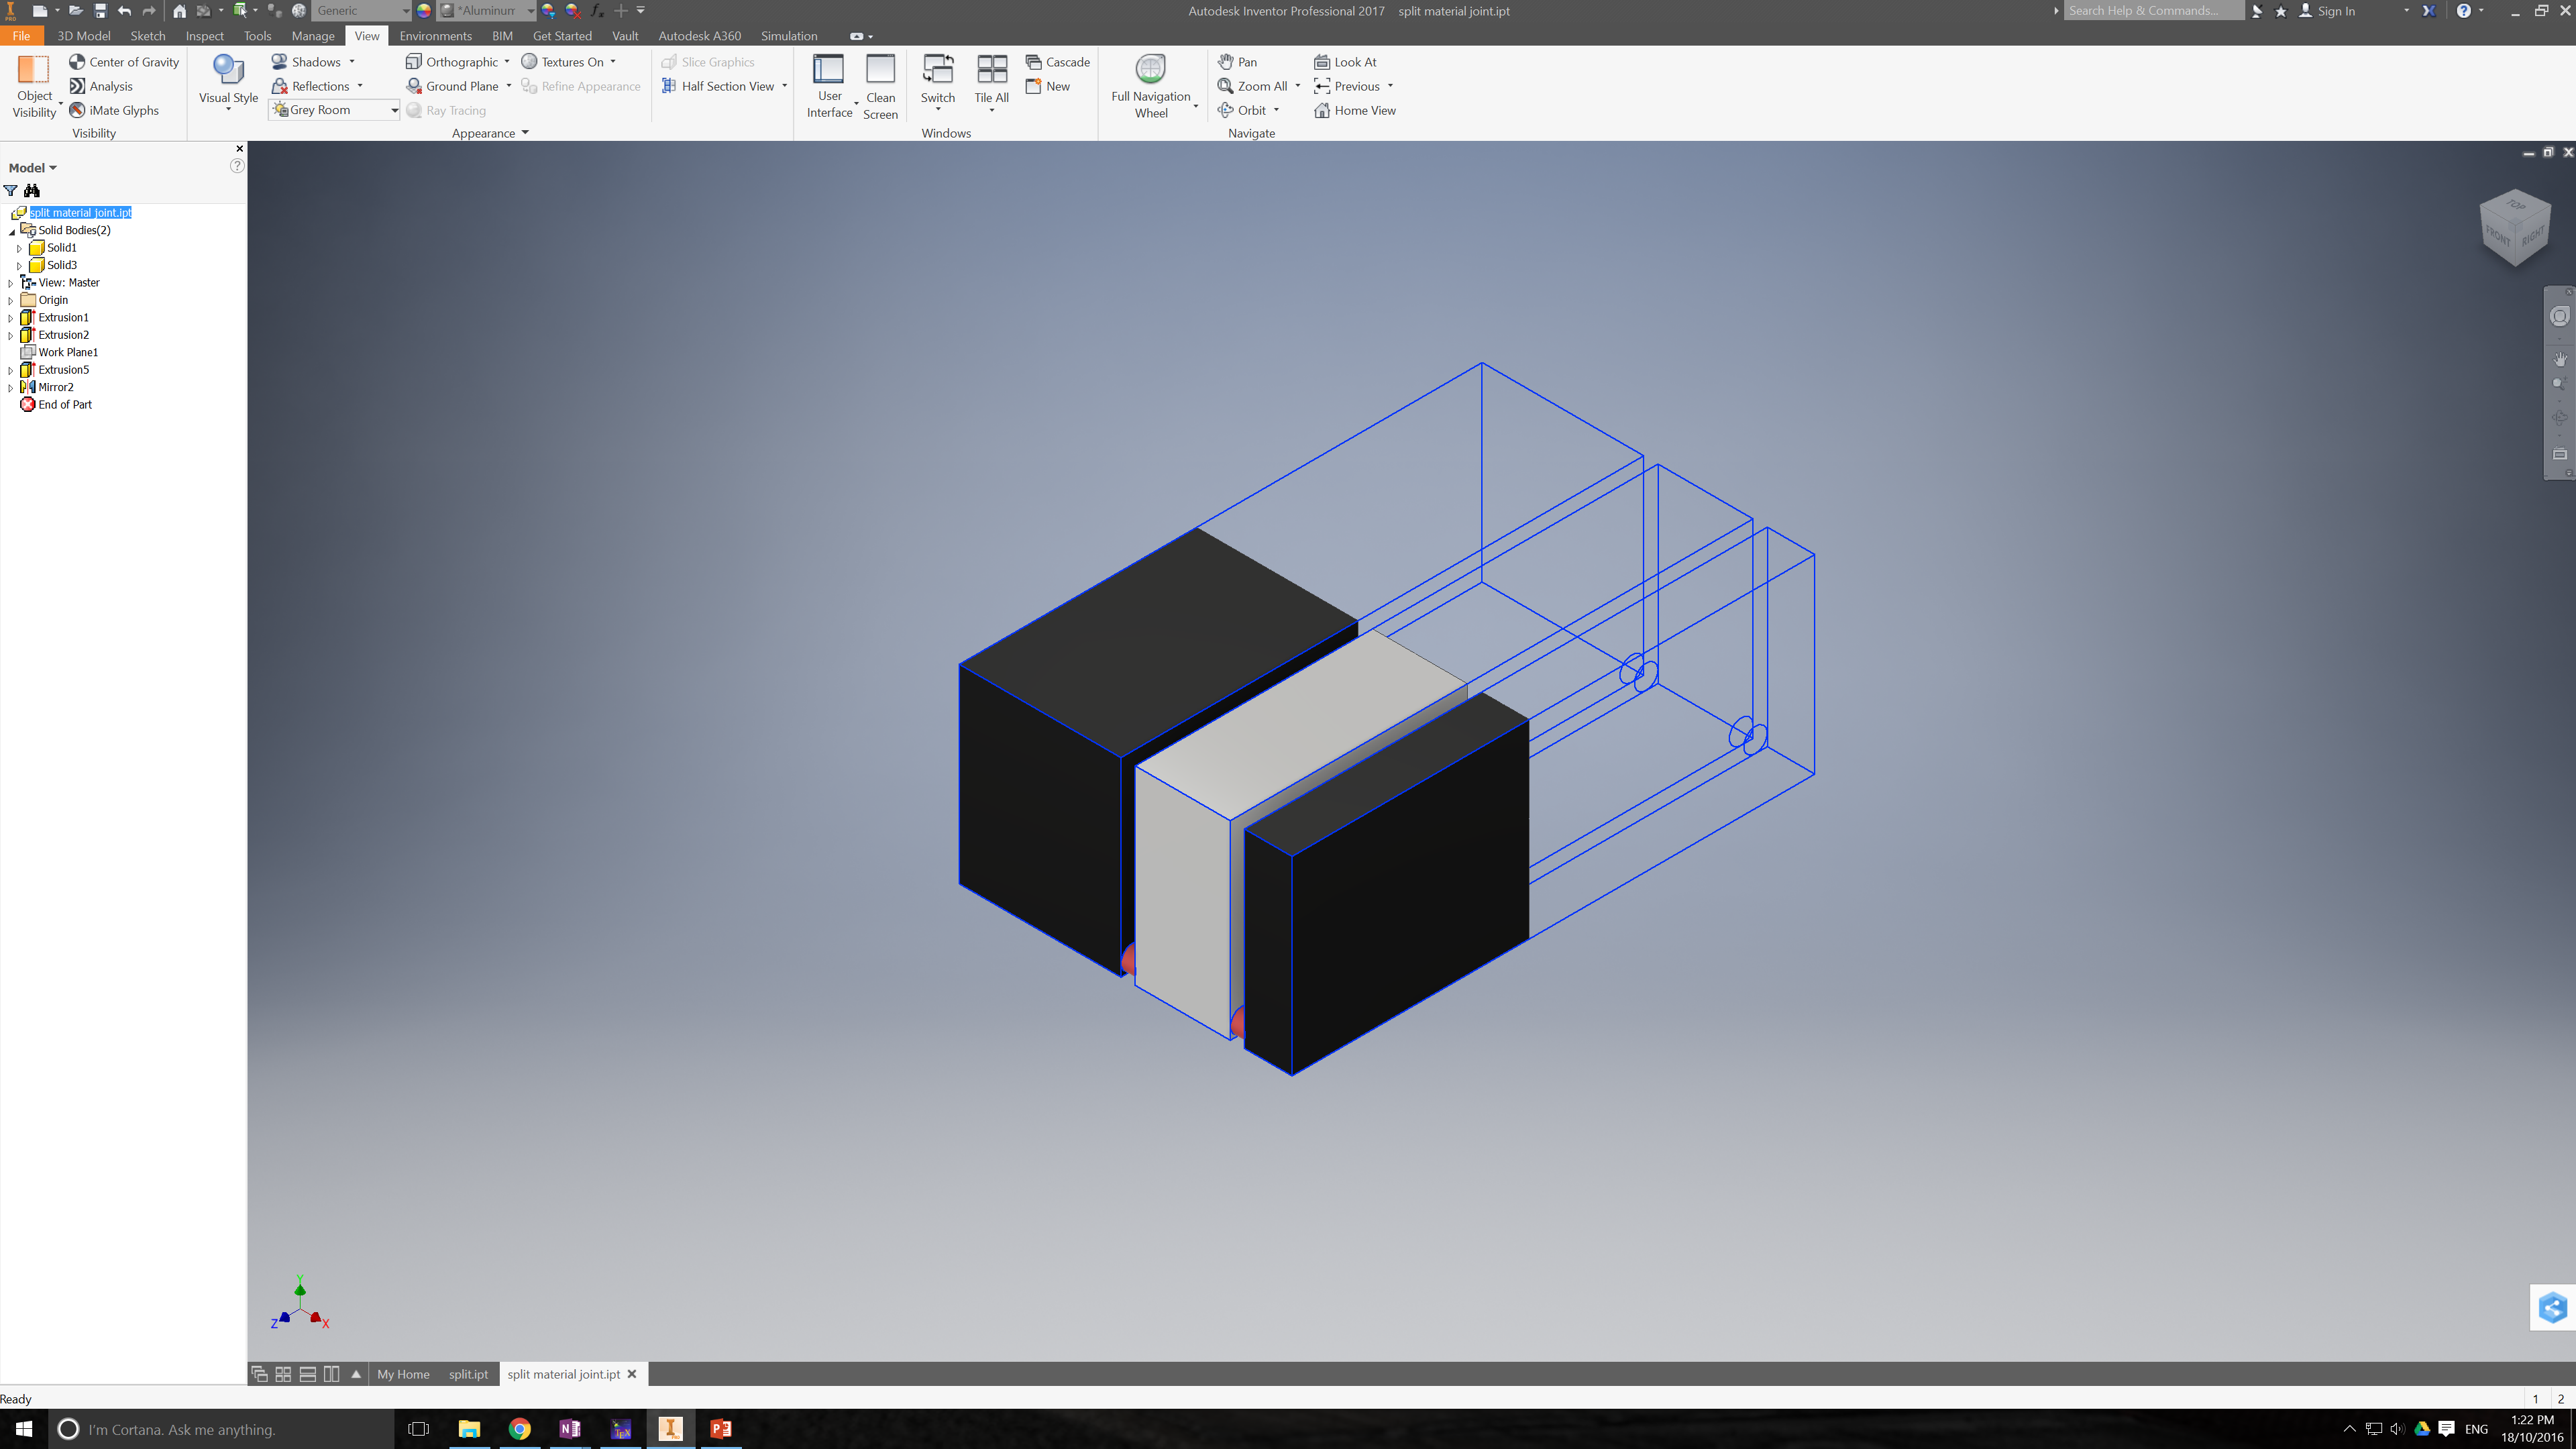 Generic
*Aluminum
Autodesk Inventor Professional 2017 split material joint.ipt
Search Help & Commands...
Sign In
File 3D Model Sketch Inspect Tools Manage View Environments BIM Get Started Vault Autodesk A360 Simulation
PRO
Object Visibility
Center of Gravity
Analysis
iMate Glyphs
Visibility
Visual Style
Shadows
Reflections
Grey Room
Orthographic
Ground Plane
Ray Tracing
Textures On
Refine Appearance
Appearance
Slice Graphics
Half Section View
User Interface
Clean Screen
Switch
Tile All
Cascade
New
Windows
Full Navigation Wheel
Pan
Zoom All
Orbit
Look At
Previous
Home View
Navigate
Model
split material joint.ipt
Solid Bodies(2)
Solid1
Solid3
View: Master
Origin
Extrusion1
Extrusion2
Work Plane1
Extrusion5
Mirror2
End of Part
TOP
FRONT RIGHT
Y
Z X
My Home split.ipt split material joint.ipt
Ready 1 2
I'm Cortana. Ask me anything.
ENG
1:22 PM
18/10/2016